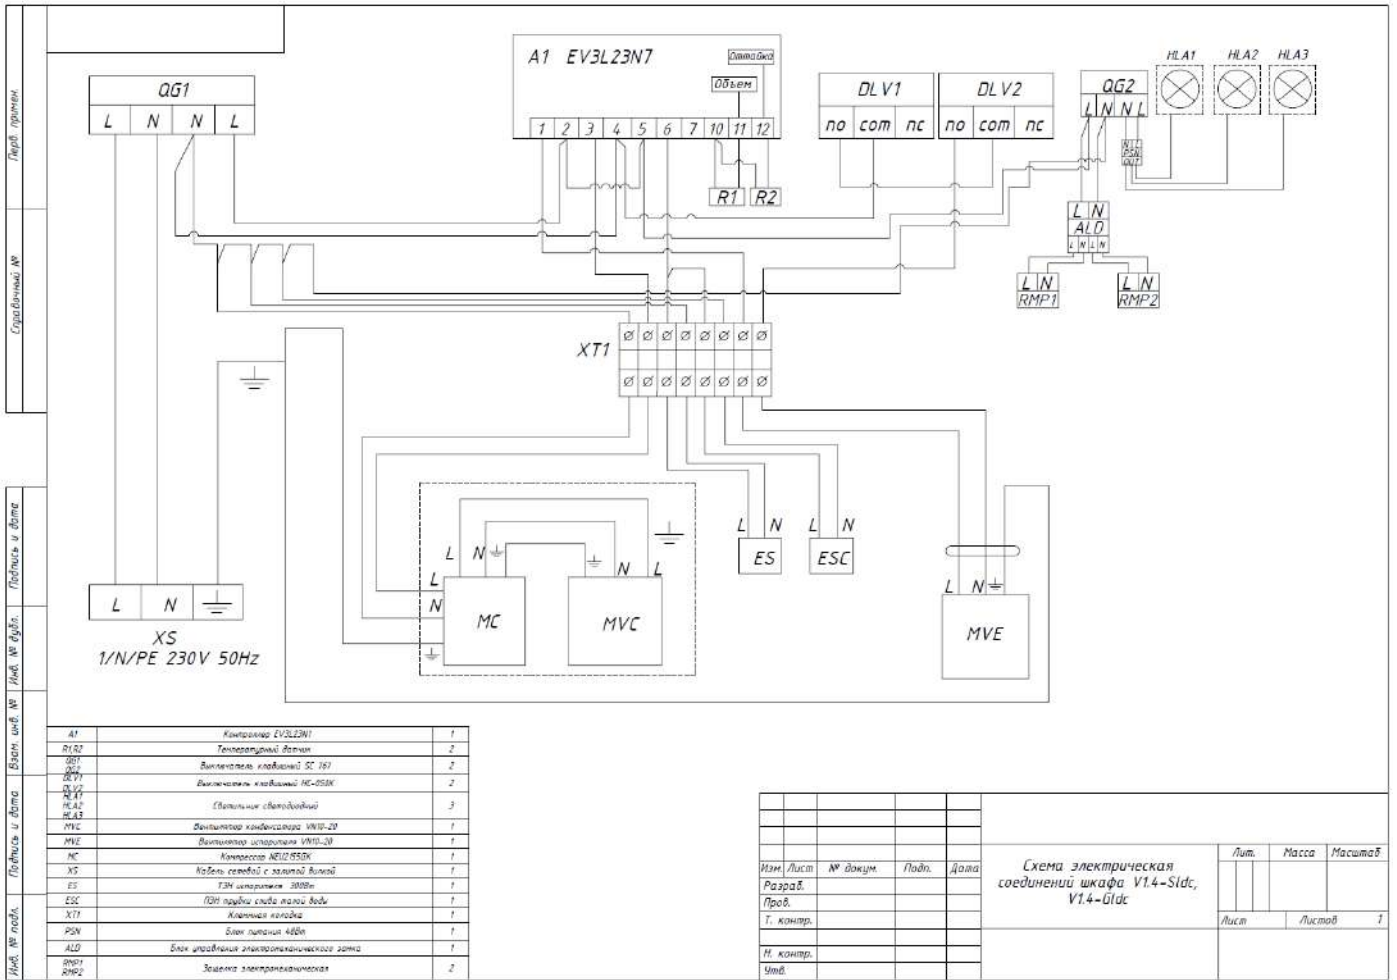 A1 EV3L23N7
Оттайка
Объем
1 2 3 4 5 6 7 10 11 12
QG1
L N N L
DLV1
no com nc
DLV2
no com nc
QG2
L N N L
HLA1 HLA2 HLA3
N L
PSN
OUT
R1 R2
L N
ALD
L N L N
L N
RMP1
L N
RMP2
XT1
L N
XS
1/N/PE 230V 50Hz
L N
L
N
MC
N L
MVC
L N
ES
L N
ESC
L N
MVE
Перв. примен.
Справочный №
Подпись и дата
Инв. № дубл.
Взам. инв. №
Подпись и дата
Инв. № подл.
A1 Контроллер EV3L23N1 1
R1,R2 Температурный датчик 2
QG1
QG2 Выключатель клавишный SC 767 2
DLV1
DLV2 Выключатель клавишный НС-050К 2
HLA1
HLA2
HLA3 Светильник светодиодный 3
MVC Вентилятор конденсатора VN10-20 1
MVE Вентилятор испарителя VN10-20 1
MC Компрессор 1
XS Кабель сетевой с залитой вилкой 1
ES ТЭН испарителя 300Вт 1
ESC ПЭН трубки слива талой воды 1
XT1 Клеммная колодка 1
PSN Блок питания 48Вт 1
ALD Блок управления электромеханического замка 1
RMP1
RMP2 Защелка электромеханическая 2
Изм. Лист № докум. Подп. Дата
Разраб.
Пров.
Т. контр.
Н. контр.
Утв.
Схема электрическая
соединений шкафа V1.4-Sldc,
V1.4-Gldc
Лит. Масса Масштаб
Лист Листов 1